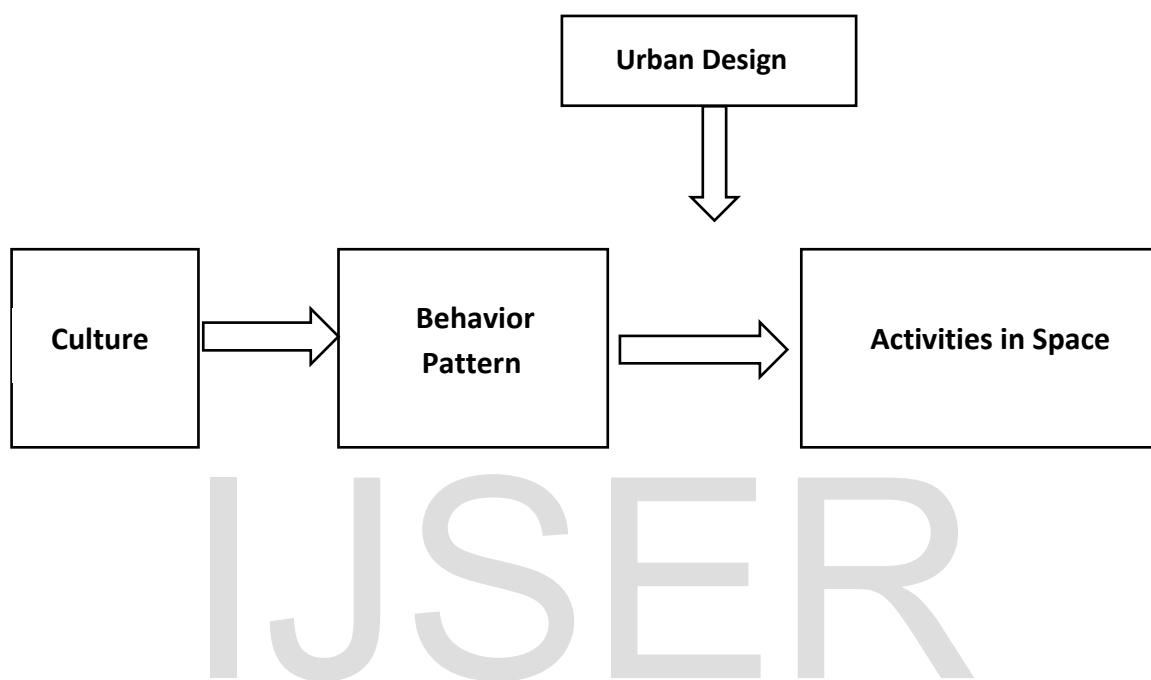 Urban Design
Culture
Behavior
Pattern
Activities in Space
IJSER